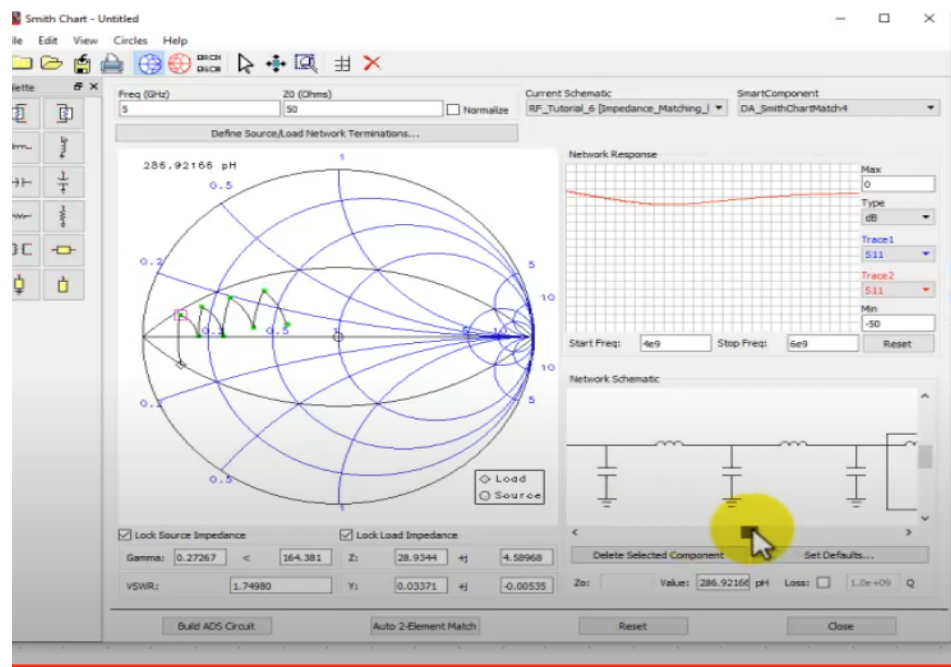 Smith Chart - Untitled
ile Edit View Circles Help
lette
Freq (GHz) Z0 (Ohms) Current Schematic SmartComponent
5 50 Normalize RF_Tutorial_6 [Impedance_Matching_l DA_SmithChartMatch4
Define Source/Load Network Terminations...
286.92166 pH
1
0.5
0.2
5
10
0.2 0.5 1 5 10
10
5
0.2
0.5
1
Load
Source
Network Response
Max
0
Type
dB
Trace1
S11
Trace2
S11
Min
-50
Start Freq: 4e9 Stop Freq: 6e9 Reset
Network Schematic
Lock Source Impedance Lock Load Impedance
Gamma: 0.27267 < 164.381 Z: 28.9344 +j 4.58968
VSWR: 1.74980 Y: 0.03371 +j -0.00535
Delete Selected Component Set Defaults...
Zo: Value: 286.92166 pH Loss: 1.0e+09 Q
Build ADS Circuit Auto 2-Element Match Reset Close